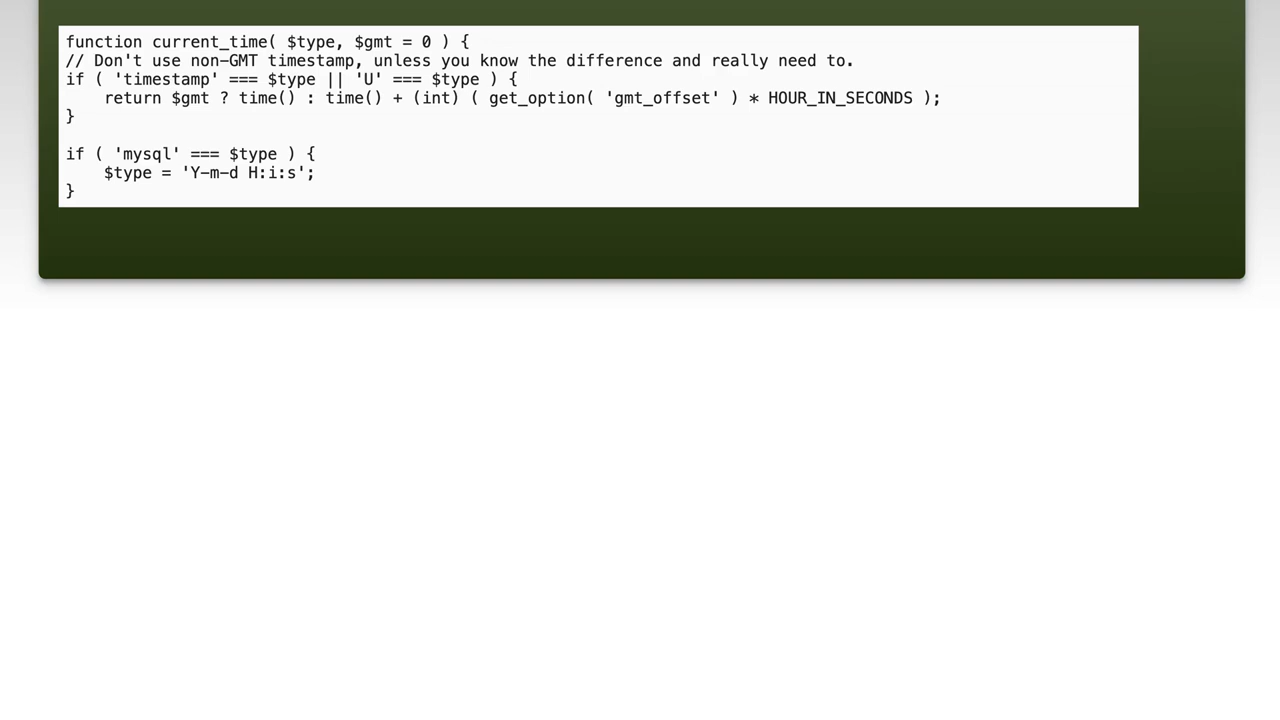 function current_time( $type, $gmt = 0 ) {
// Don't use non-GMT timestamp, unless you know the difference and really need to.
if ( 'timestamp' === $type || 'U' === $type ) {
    return $gmt ? time() : time() + (int) ( get_option( 'gmt_offset' ) * HOUR_IN_SECONDS );
}

if ( 'mysql' === $type ) {
    $type = 'Y-m-d H:i:s';
}